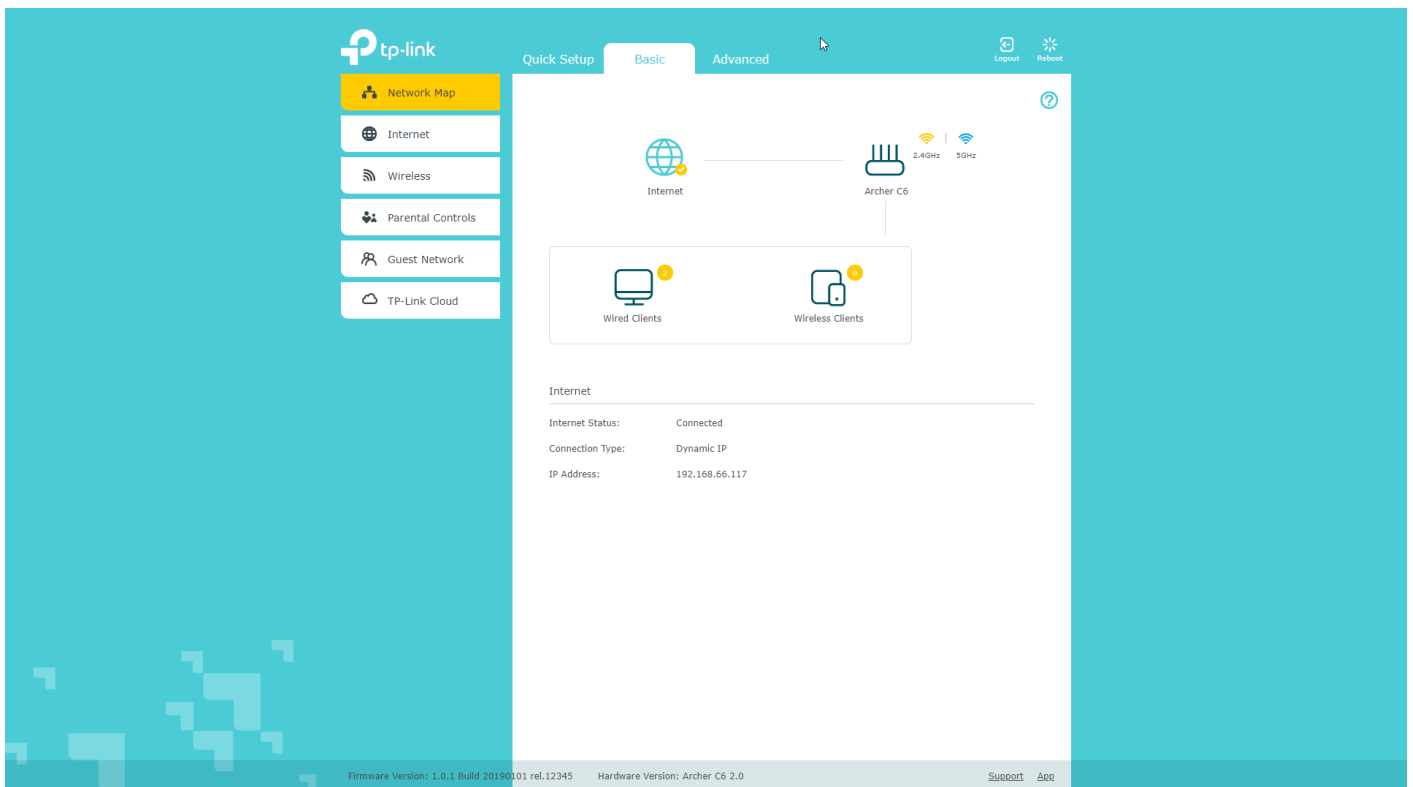 tp-link
Quick Setup Basic Advanced
Logout Reboot
Network Map
Internet
Wireless
Parental Controls
Guest Network
TP-Link Cloud
2.4GHz 5GHz
Internet Archer C6
2 0
Wired Clients Wireless Clients
Internet
Internet Status: Connected
Connection Type: Dynamic IP
IP Address: 192.168.66.117
Firmware Version: 1.0.1 Build 20190101 rel.12345 Hardware Version: Archer C6 2.0 Support App